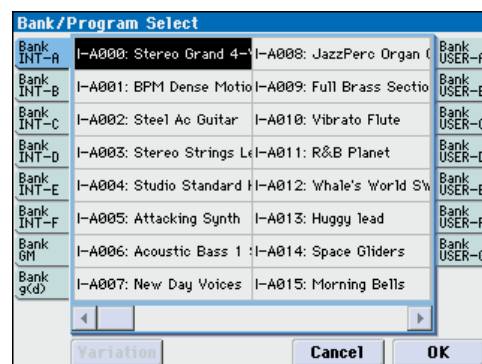 Bank/Program Select
Bank INT-A
Bank INT-B
Bank INT-C
Bank INT-D
Bank INT-E
Bank INT-F
Bank GM
Bank g(d)
I-A000: Stereo Grand
I-A001: BPM Dense Motio
I-A002: Steel Ac Guitar
I-A003: Stereo Strings
I-A004: Studio Standard
I-A005: Attacking Synth
I-A006: Acoustic Bass 1
I-A007: New Day Voices
I-A008: JazzPerc Organ
I-A009: Full Brass Sectio
I-A010: Vibrato Flute
I-A011: R&B Planet
I-A012: Whale's World
I-A013: Huggy lead
I-A014: Space Gliders
I-A015: Morning Bells
Bank USER-A
Bank USER-B
Bank USER-C
Bank USER-D
Bank USER-E
Bank USER-F
Bank USER-G
Variation
Cancel
OK